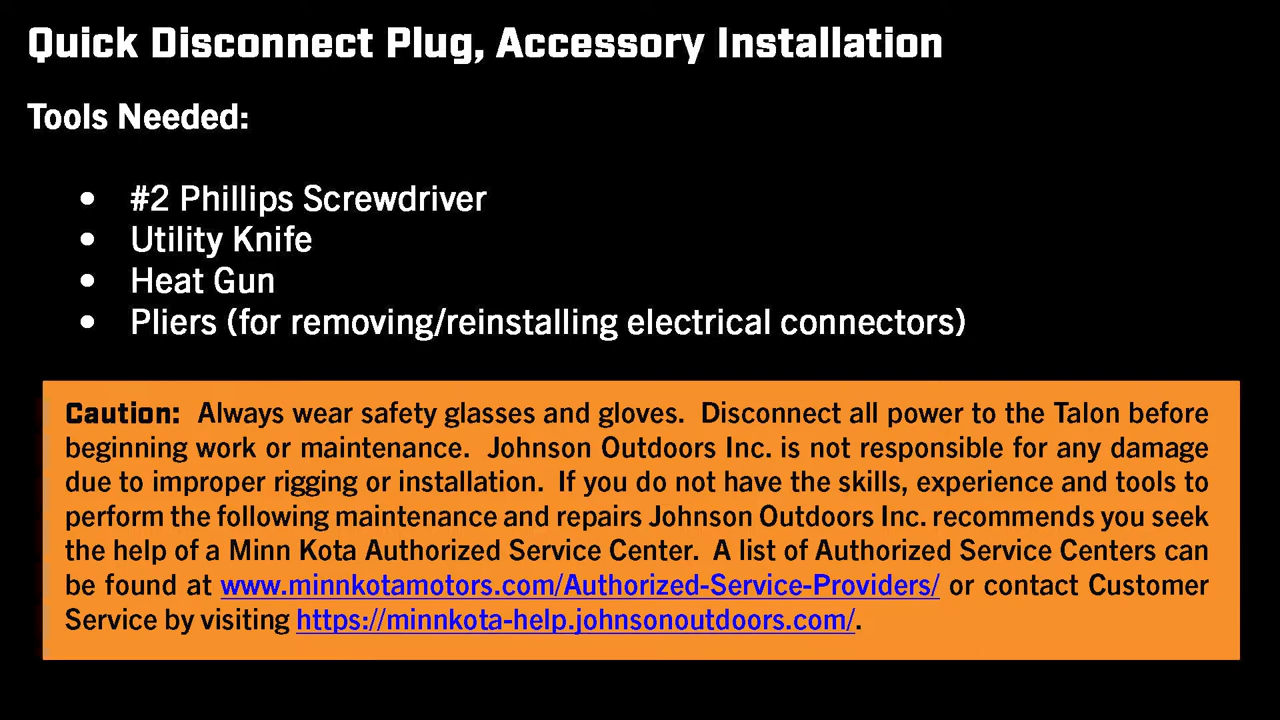 Quick Disconnect Plug, Accessory Installation
Tools Needed:
• #2 Phillips Screwdriver
• Utility Knife
• Heat Gun
• Pliers (for removing/reinstalling electrical connectors)
Caution: Always wear safety glasses and gloves. Disconnect all power to the Talon before
beginning work or maintenance. Johnson Outdoors Inc. is not responsible for any damage
due to improper rigging or installation. If you do not have the skills, experience and tools to
perform the following maintenance and repairs Johnson Outdoors Inc. recommends you seek
the help of a Minn Kota Authorized Service Center. A list of Authorized Service Centers can
be found at www.minnkotamotors.com/Authorized-Service-Providers/ or contact Customer
Service by visiting https://minnkota-help.johnsonoutdoors.com/.